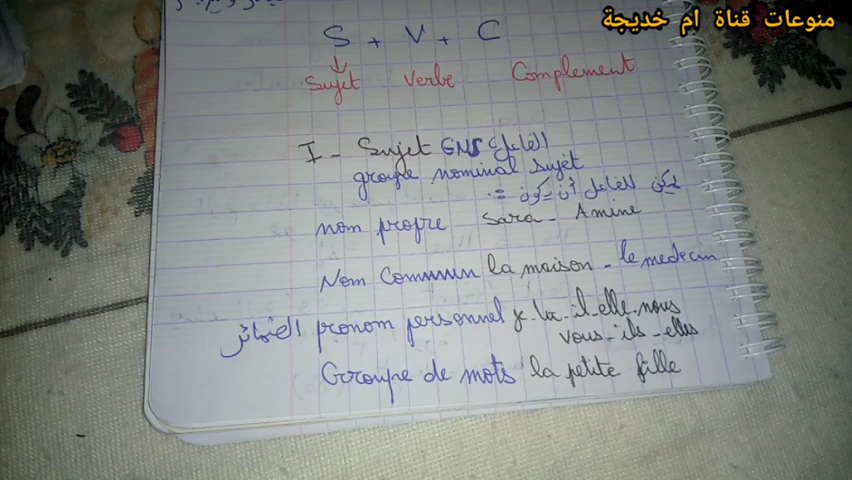 منوعات قناة ام خديجة
S + V + C
Sujet Verbe Complement
I - Sujet GNS الفاعل
groupe nominal sujet
يمكن للفاعل أن يكون :
nom propre Sara - Amine
Nom Commun la maison - le medecin
الضمائر pronom personnel je - tu - il - elle - nous
vous - ils - elles
Groupe de mots la petite fille